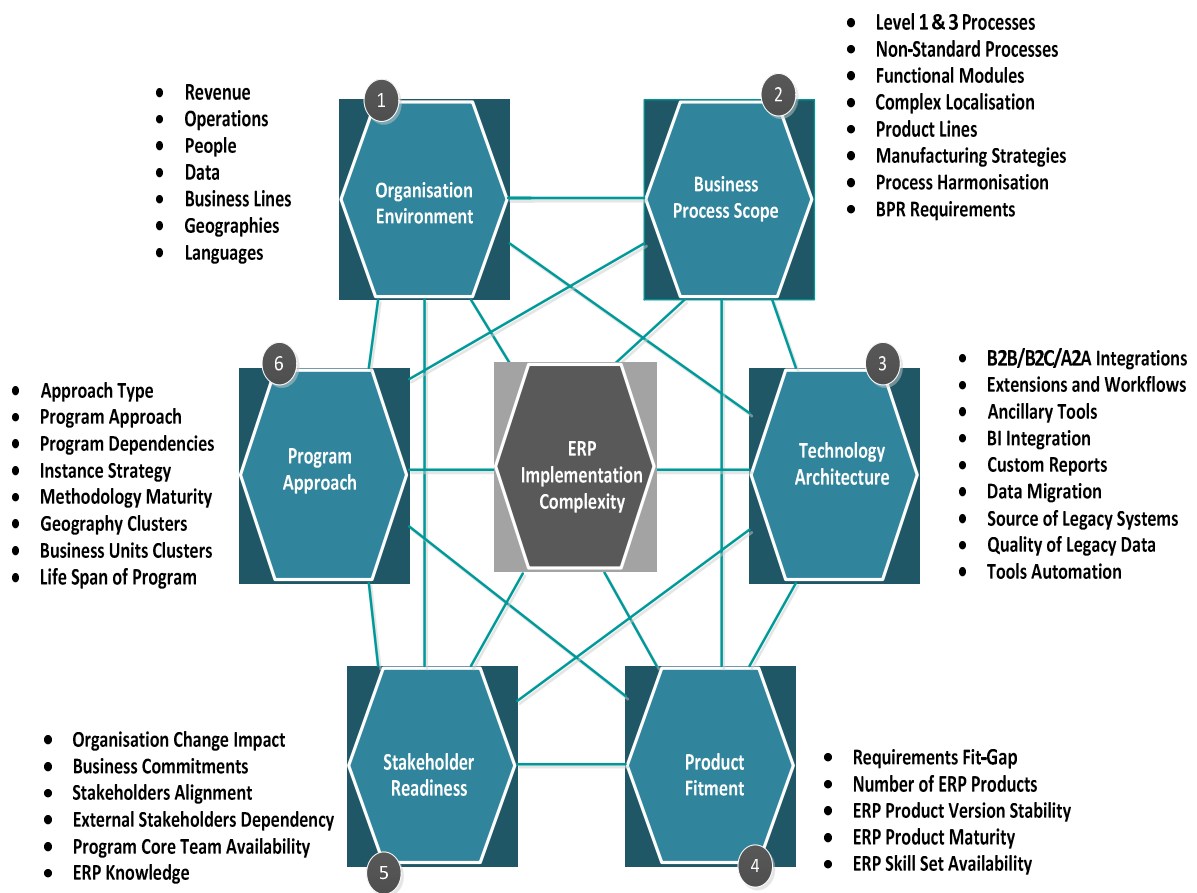 1
Organisation
Environment
Revenue
Operations
People
Data
Business Lines
Geographies
Languages
2
Business
Process Scope
Level 1 & 3 Processes
Non-Standard Processes
Functional Modules
Complex Localisation
Product Lines
Manufacturing Strategies
Process Harmonisation
BPR Requirements
6
Program
Approach
Approach Type
Program Approach
Program Dependencies
Instance Strategy
Methodology Maturity
Geography Clusters
Business Units Clusters
Life Span of Program
ERP
Implementation
Complexity
3
Technology
Architecture
B2B/B2C/A2A Integrations
Extensions and Workflows
Ancillary Tools
BI Integration
Custom Reports
Data Migration
Source of Legacy Systems
Quality of Legacy Data
Tools Automation
Stakeholder
Readiness
5
Organisation Change Impact
Business Commitments
Stakeholders Alignment
External Stakeholders Dependency
Program Core Team Availability
ERP Knowledge
Product
Fitment
4
Requirements Fit-Gap
Number of ERP Products
ERP Product Version Stability
ERP Product Maturity
ERP Skill Set Availability